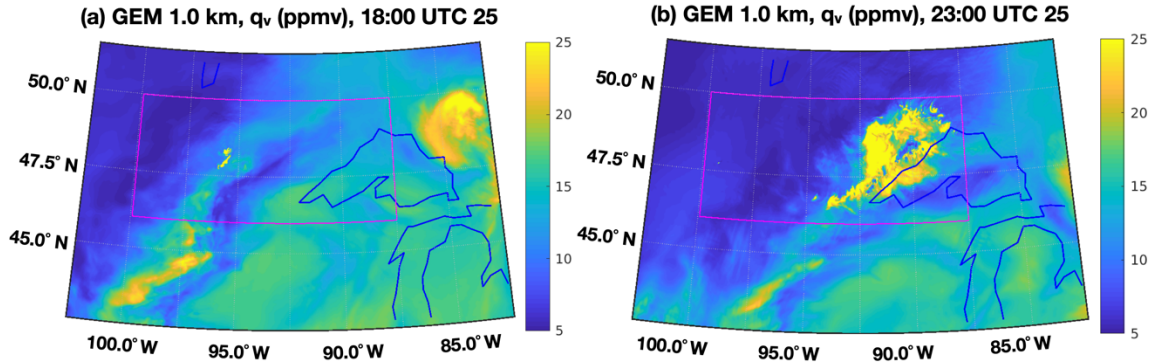 (a) GEM 1.0 km, qᵥ (ppmv), 18:00 UTC 25
(b) GEM 1.0 km, qᵥ (ppmv), 23:00 UTC 25
50.0° N
47.5° N
45.0° N
100.0° W
95.0° W
90.0° W
85.0° W
25
20
15
10
5
50.0° N
47.5° N
45.0° N
100.0° W
95.0° W
90.0° W
85.0° W
25
20
15
10
5